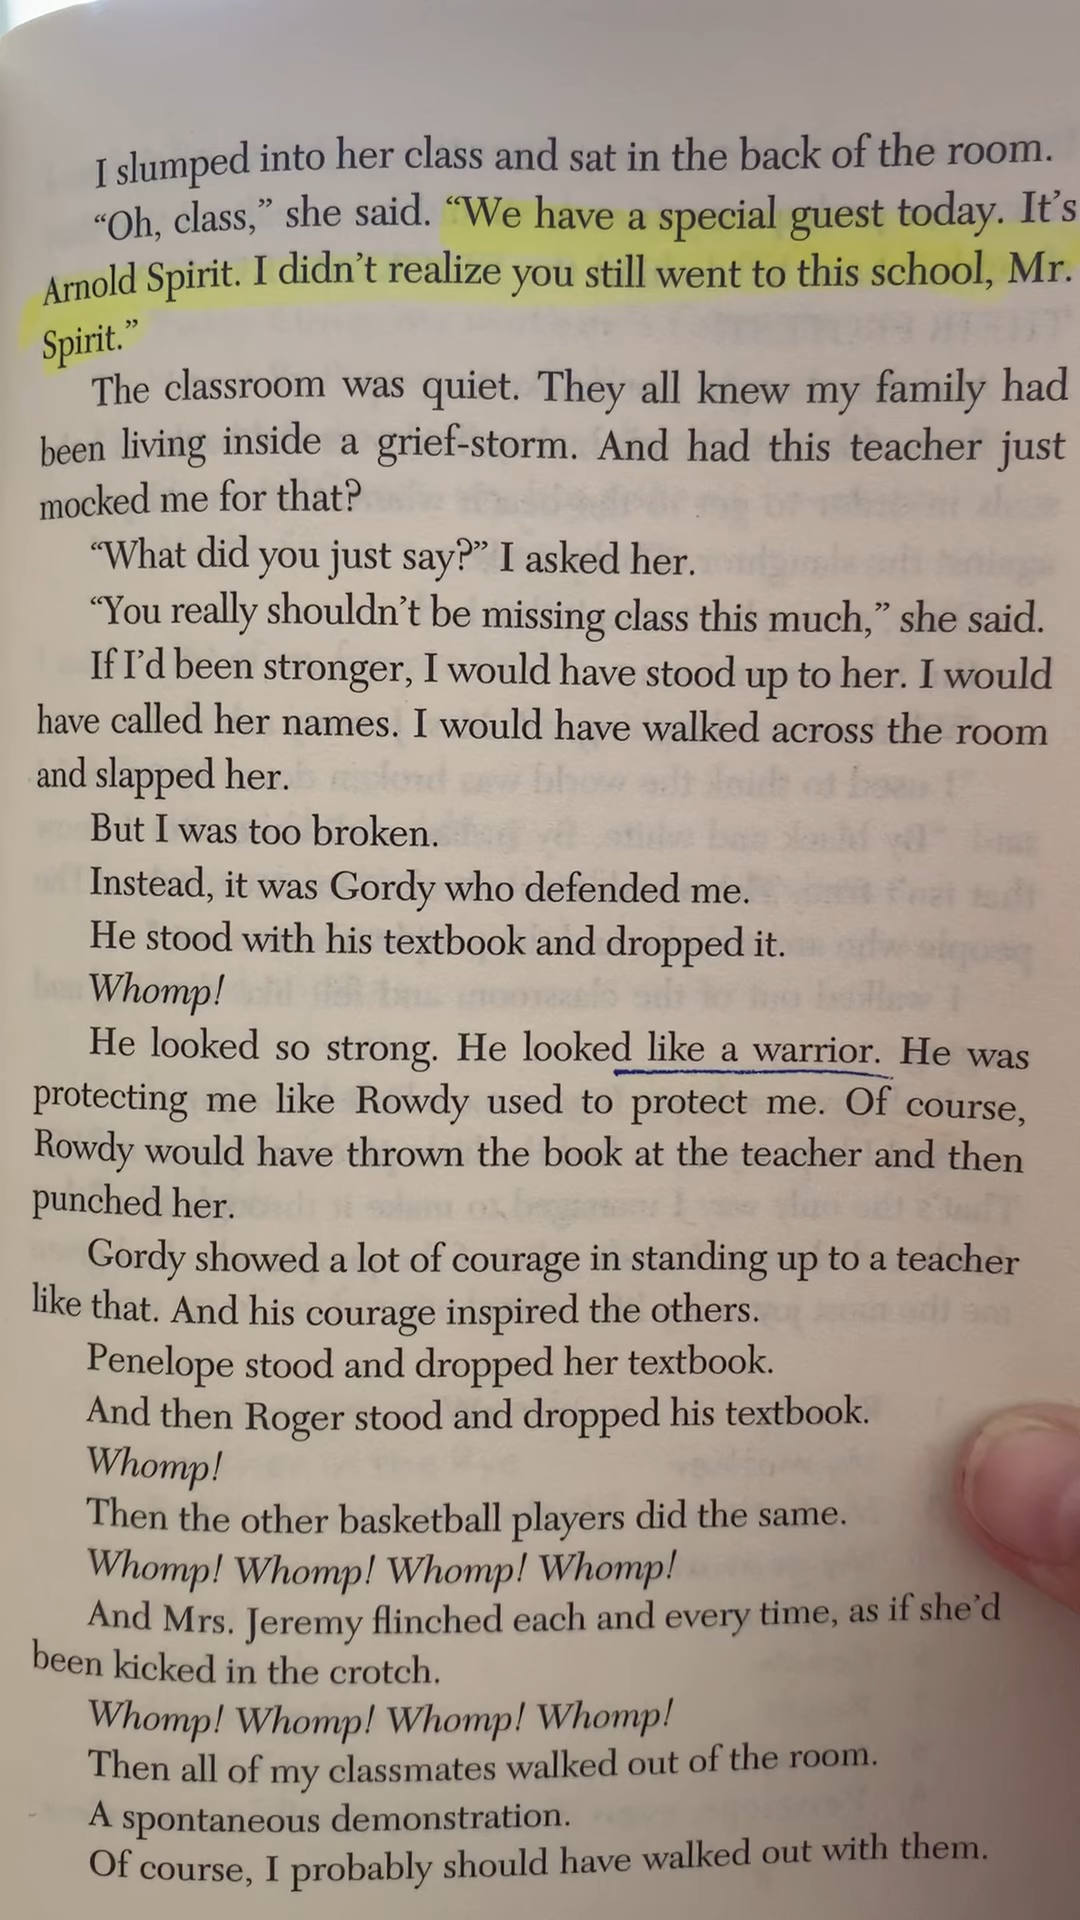 I slumped into her class and sat in the back of the room.
“Oh, class,” she said. “We have a special guest today. It’s
Arnold Spirit. I didn’t realize you still went to this school, Mr.
Spirit.”
The classroom was quiet. They all knew my family had
been living inside a grief-storm. And had this teacher just
mocked me for that?
“What did you just say?” I asked her.
“You really shouldn’t be missing class this much,” she said.
If I’d been stronger, I would have stood up to her. I would
have called her names. I would have walked across the room
and slapped her.
But I was too broken.
Instead, it was Gordy who defended me.
He stood with his textbook and dropped it.
Whomp!
He looked so strong. He looked like a warrior. He was
protecting me like Rowdy used to protect me. Of course,
Rowdy would have thrown the book at the teacher and then
punched her.
Gordy showed a lot of courage in standing up to a teacher
like that. And his courage inspired the others.
Penelope stood and dropped her textbook.
And then Roger stood and dropped his textbook.
Whomp!
Then the other basketball players did the same.
Whomp! Whomp! Whomp! Whomp!
And Mrs. Jeremy flinched each and every time, as if she’d
been kicked in the crotch.
Whomp! Whomp! Whomp! Whomp!
Then all of my classmates walked out of the room.
A spontaneous demonstration.
Of course, I probably should have walked out with them.